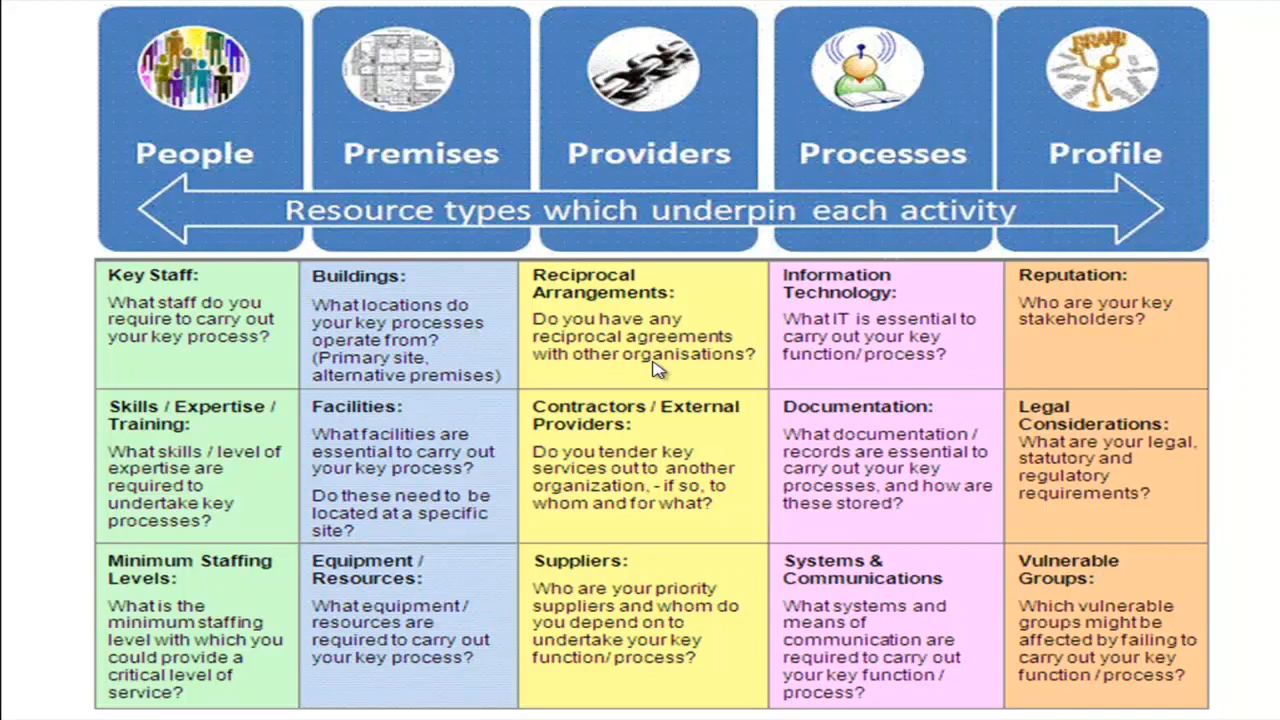 BRAND
People
Premises
Providers
Processes
Profile
Resource types which underpin each activity
Key Staff:
What staff do you
require to carry out
your key process?
Buildings:
What locations do
your key processes
operate from?
(Primary site,
alternative premises)
Reciprocal
Arrangements:
Do you have any
reciprocal agreements
with other organisations?
Information
Technology:
What IT is essential to
carry out your key
function/ process?
Reputation:
Who are your key
stakeholders?
Skills / Expertise /
Training:
What skills / level of
expertise are
required to
undertake key
processes?
Facilities:
What facilities are
essential to carry out
your key process?
Do these need to be
located at a specific
site?
Contractors / External
Providers:
Do you tender key
services out to another
organization, - if so, to
whom and for what?
Documentation:
What documentation /
records are essential to
carry out your key
processes, and how are
these stored?
Legal
Considerations:
What are your legal,
statutory and
regulatory
requirements?
Minimum Staffing
Levels:
What is the
minimum staffing
level with which you
could provide a
critical level of
service?
Equipment /
Resources:
What equipment /
resources are
required to carry out
your key process?
Suppliers:
Who are your priority
suppliers and whom do
you depend on to
undertake your key
function/ process?
Systems &
Communications
What systems and
means of
communication are
required to carry out
your key function /
process?
Vulnerable
Groups:
Which vulnerable
groups might be
affected by failing to
carry out your key
function / process?